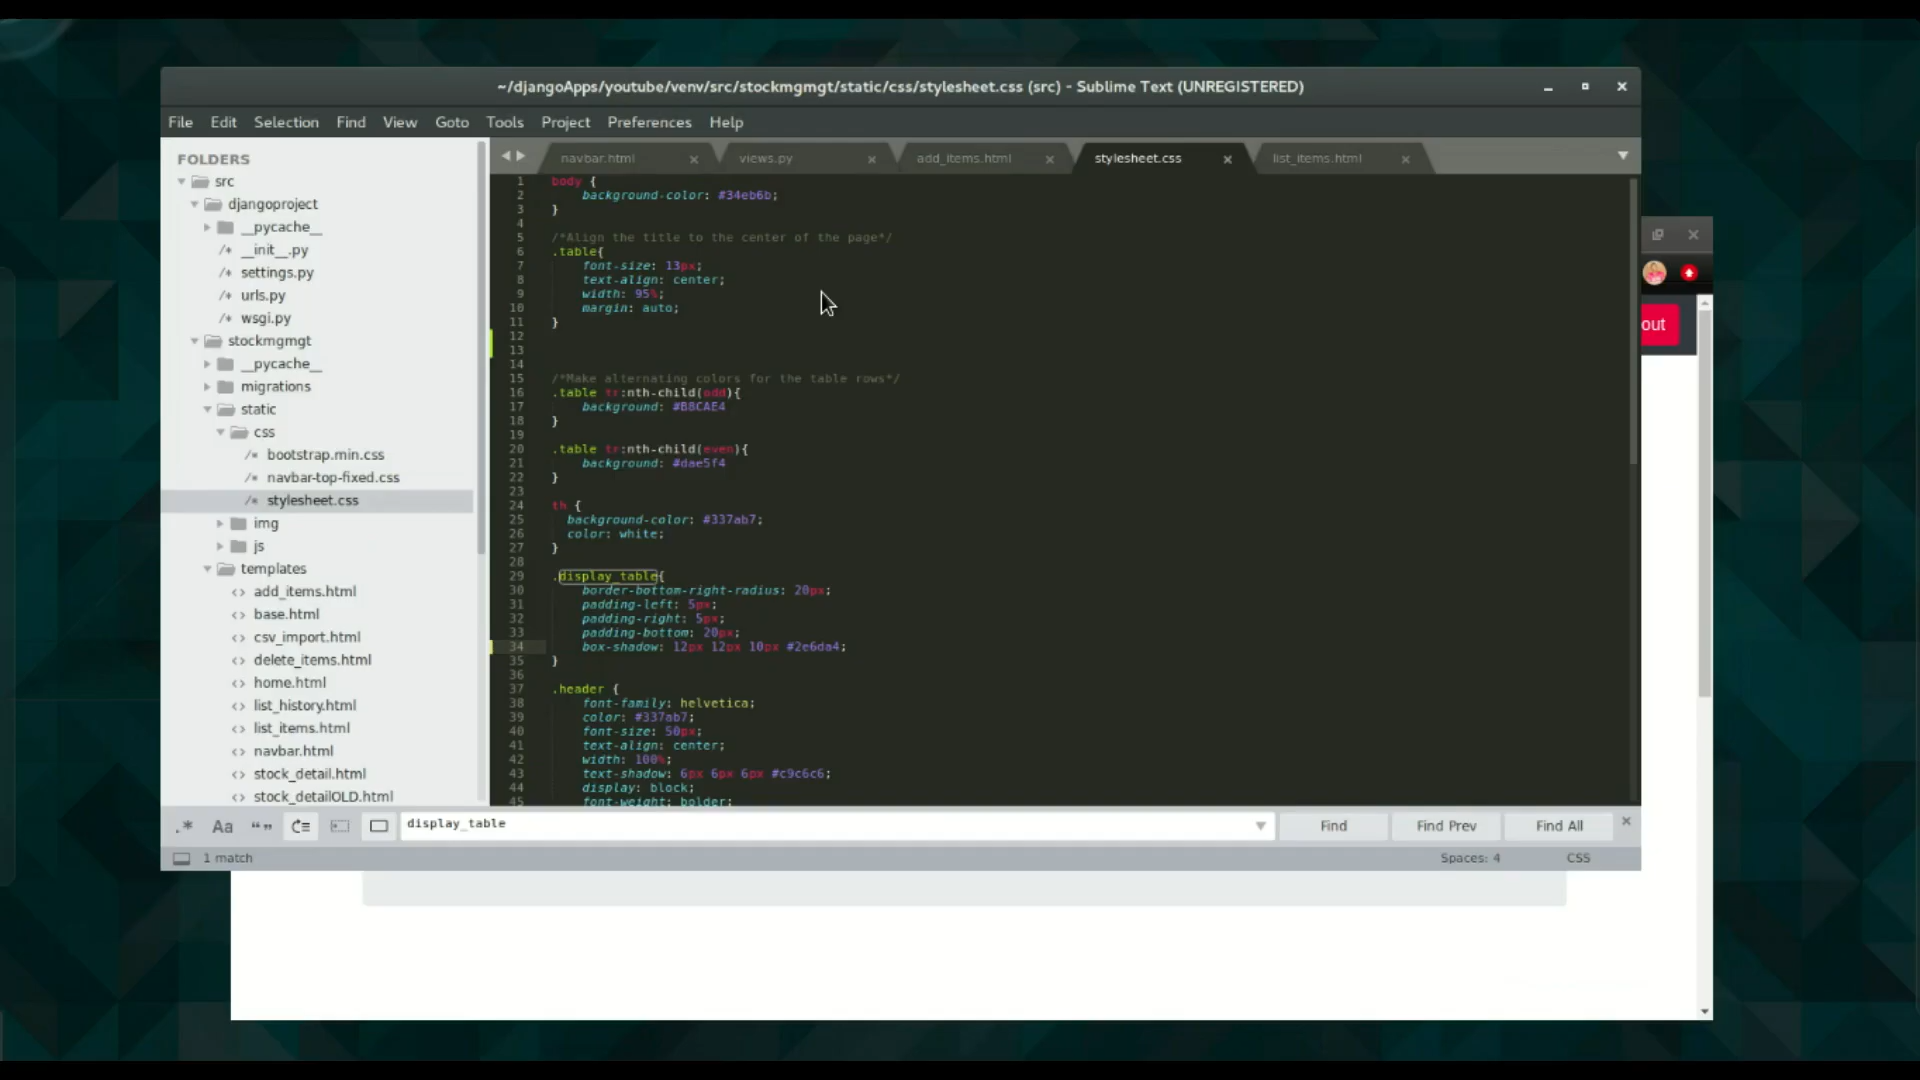 ~/djangoApps/youtube/venv/src/stockmgmgt/static/css/stylesheet.css (src) - Sublime Text (UNREGISTERED)
File Edit Selection Find View Goto Tools Project Preferences Help
FOLDERS
src
djangoproject
__pycache__
/* __init__.py
/* settings.py
/* urls.py
/* wsgi.py
stockmgmgt
__pycache__
migrations
static
css
/* bootstrap.min.css
/* navbar-top-fixed.css
/* stylesheet.css
img
js
templates
<> add_items.html
<> base.html
<> csv_import.html
<> delete_items.html
<> home.html
<> list_history.html
<> list_items.html
<> navbar.html
<> stock_detail.html
<> stock_detailOLD.html
navbar.html × views.py × add_items.html × stylesheet.css × list_items.html ×
1 body {
2 background-color: #34eb6b;
3 }
4
5 /*Align the title to the center of the page*/
6 .table{
7 font-size: 13px;
8 text-align: center;
9 width: 95%;
10 margin: auto;
11 }
12
13
14
15 /*Make alternating colors for the table rows*/
16 .table tr:nth-child(odd){
17 background: #B8CAE4
18 }
19
20 .table tr:nth-child(even){
21 background: #dae5f4
22 }
23
24 th {
25 background-color: #337ab7;
26 color: white;
27 }
28
29 .display_table{
30 border-bottom-right-radius: 20px;
31 padding-left: 5px;
32 padding-right: 5px;
33 padding-bottom: 20px;
34 box-shadow: 12px 12px 10px #2e6da4;
35 }
36
37 .header {
38 font-family: helvetica;
39 color: #337ab7;
40 font-size: 50px;
41 text-align: center;
42 width: 100%;
43 text-shadow: 6px 6px 6px #c9c6c6;
44 display: block;
45 font-weight: bolder;
out
.* Aa “” display_table Find Find Prev Find All ×
1 match Spaces: 4 CSS